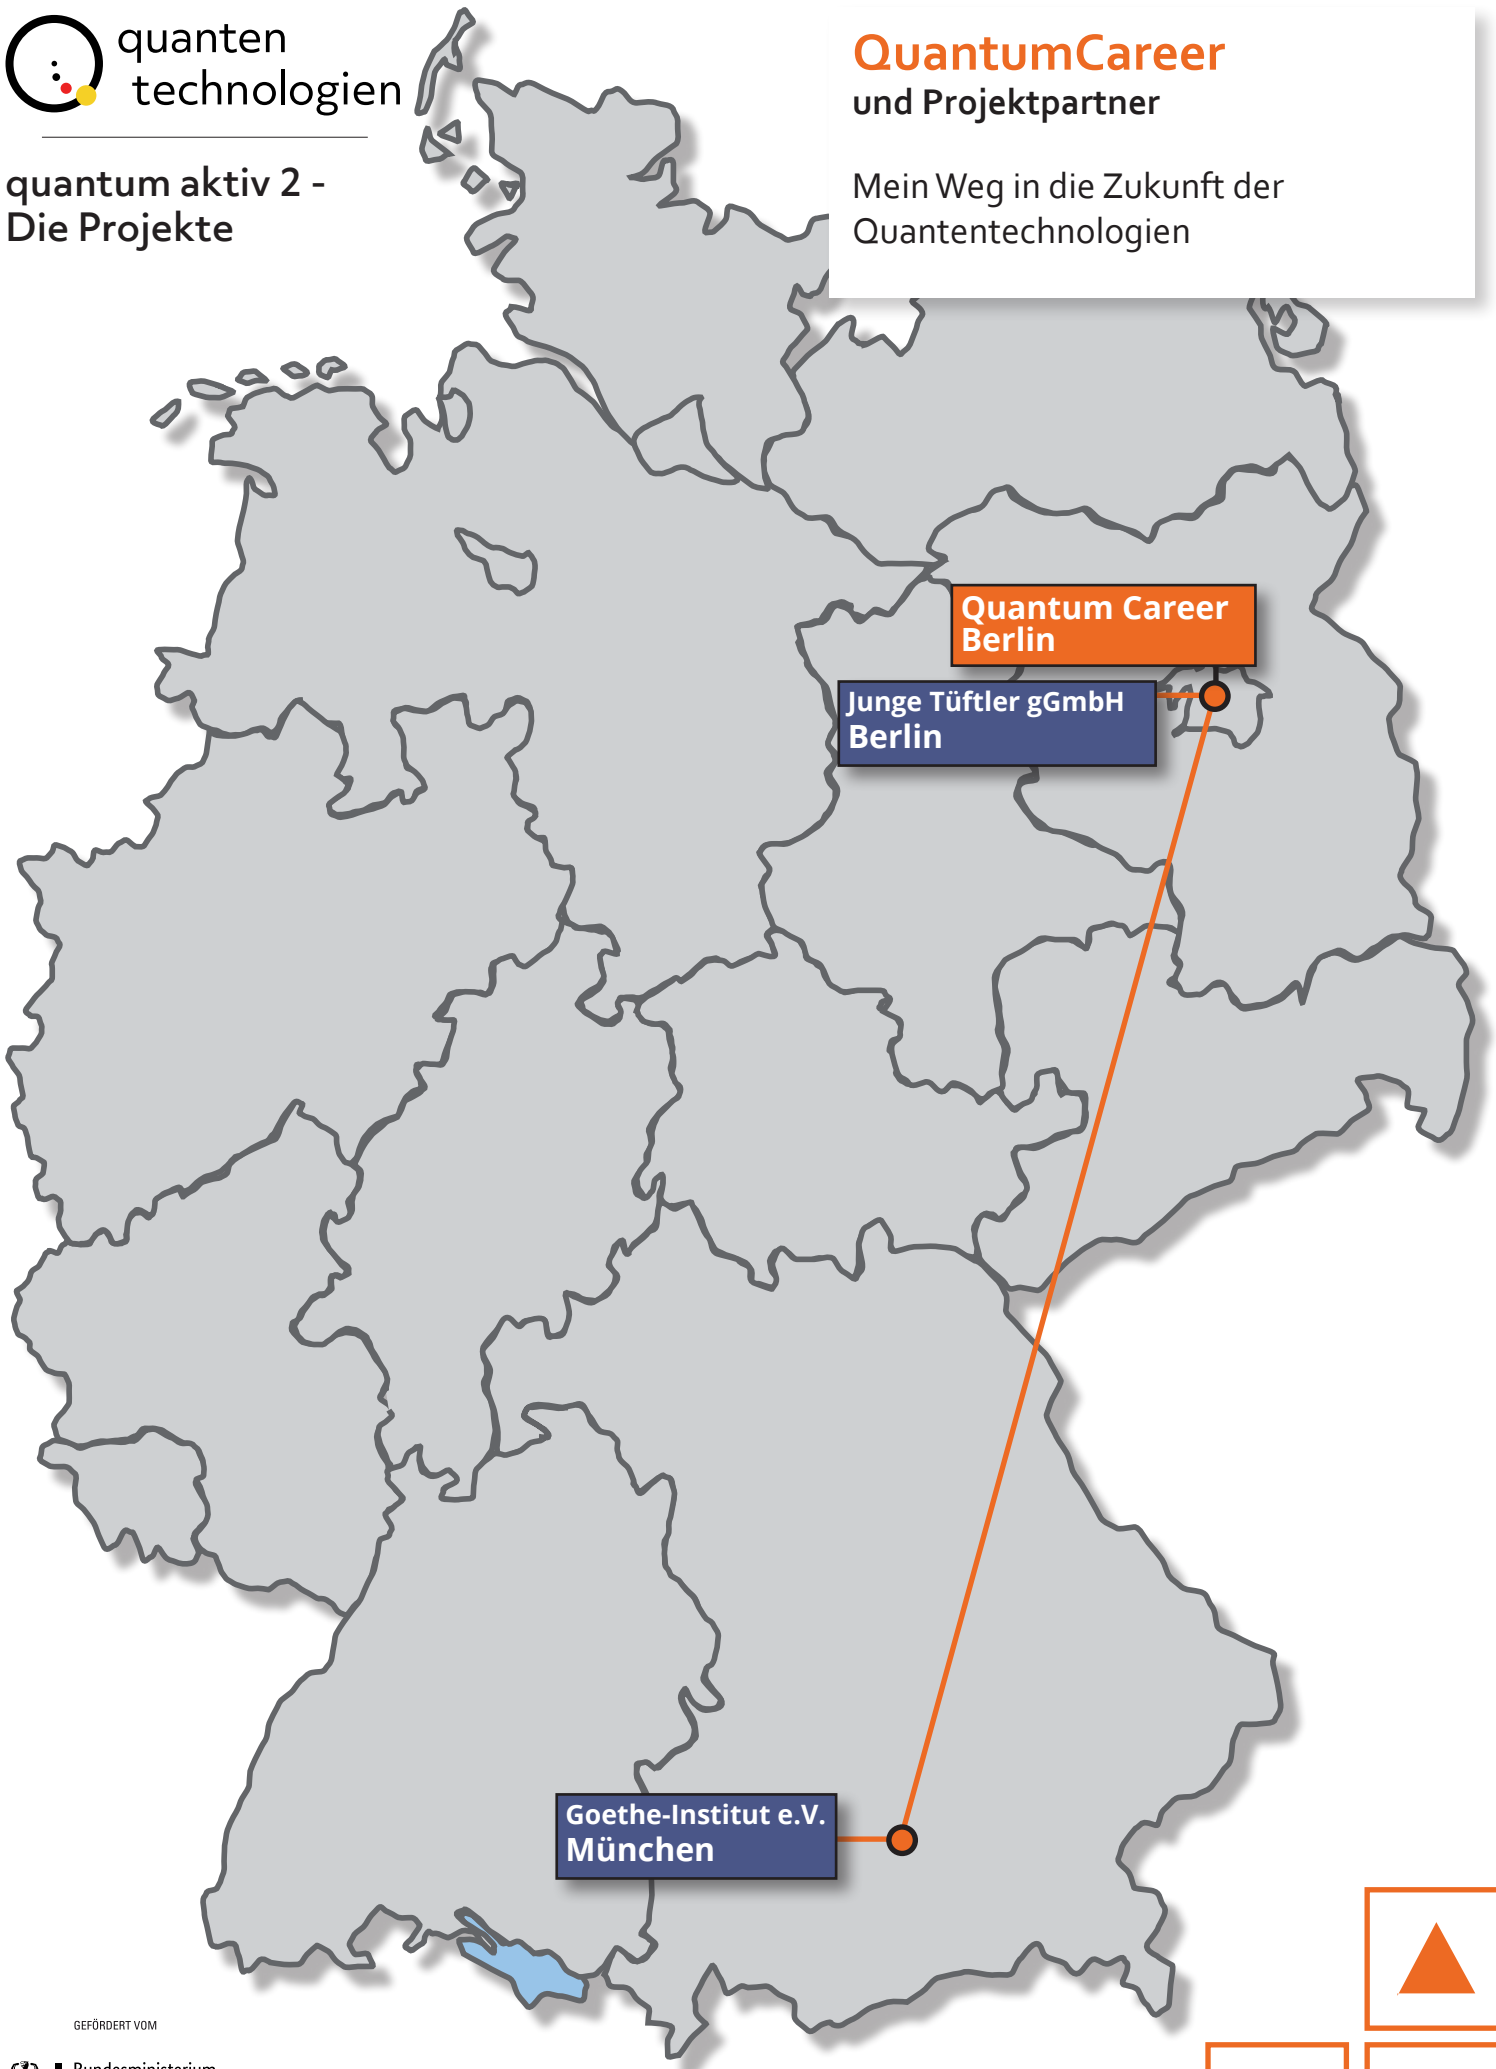 quanten
technologien
quantum aktiv 2 -
Die Projekte
QuantumCareer
und Projektpartner
Mein Weg in die Zukunft der
Quantentechnologien
Quantum Career
Berlin
Junge Tüftler gGmbH
Berlin
Goethe-Institut e.V.
München
GEFÖRDERT VOM
Bundesministerium